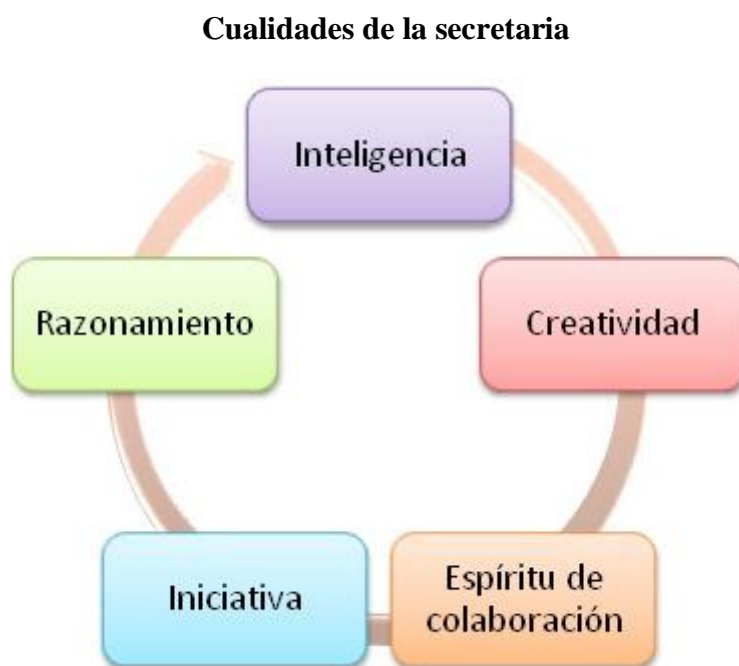 Cualidades de la secretaria
Inteligencia
Creatividad
Espíritu de
colaboración
Iniciativa
Razonamiento